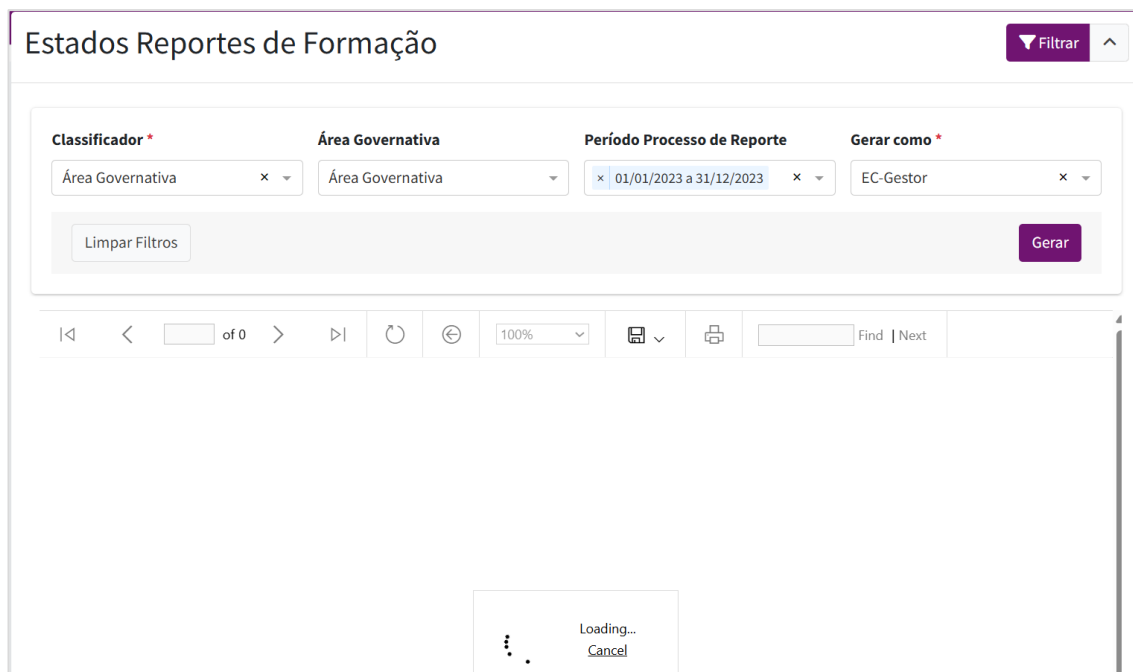 Estados Reportes de Formação
Filtrar
Classificador * Área Governativa Período Processo de Reporte Gerar como *
Área Governativa × Área Governativa × 01/01/2023 a 31/12/2023 × EC-Gestor ×
Limpar Filtros Gerar
of 0 100% Find | Next
Loading...
Cancel